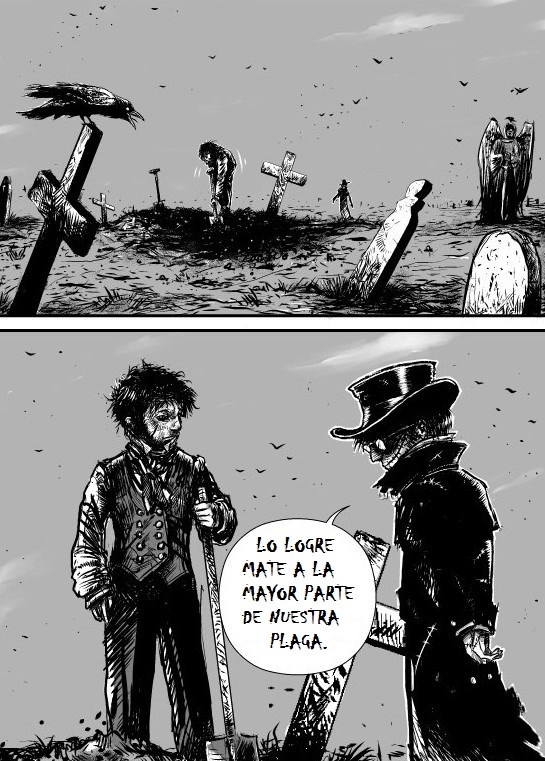 LO LOGRE
MATE A LA
MAYOR PARTE
DE NUESTRA
PLAGA.